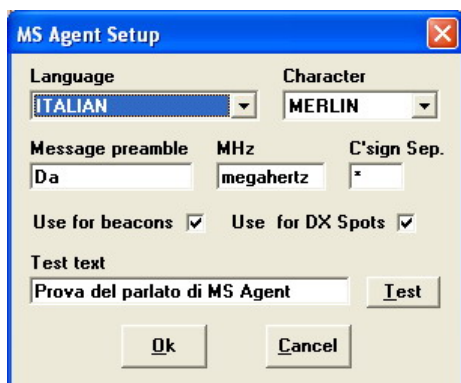 MS Agent Setup
Language Character
ITALIAN MERLIN
Message preamble MHz C'sign Sep.
Da megahertz *
Use for beacons Use for DX Spots
Test text
Prova del parlato di MS Agent Test
Ok Cancel